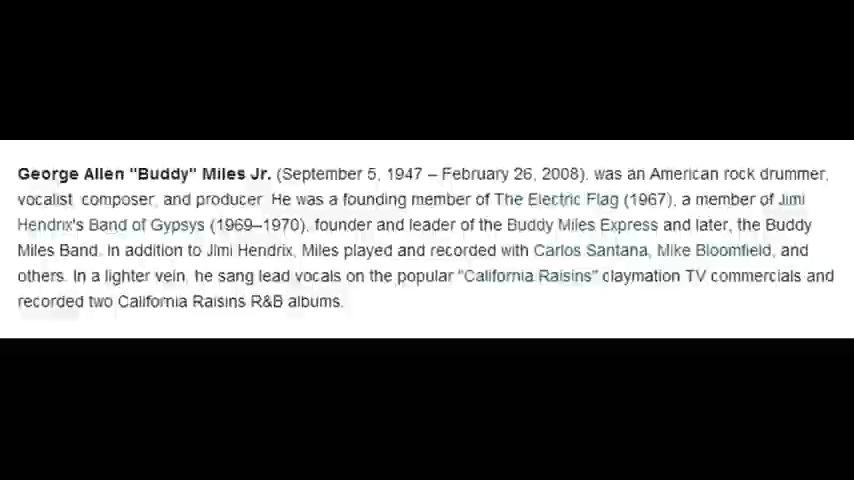 George Allen "Buddy" Miles Jr. (September 5, 1947 – February 26, 2008), was an American rock drummer,
vocalist, composer, and producer. He was a founding member of The Electric Flag (1967), a member of Jimi
Hendrix's Band of Gypsys (1969–1970), founder and leader of the Buddy Miles Express and later, the Buddy
Miles Band. In addition to Jimi Hendrix, Miles played and recorded with Carlos Santana, Mike Bloomfield, and
others. In a lighter vein, he sang lead vocals on the popular "California Raisins" claymation TV commercials and
recorded two California Raisins R&B albums.